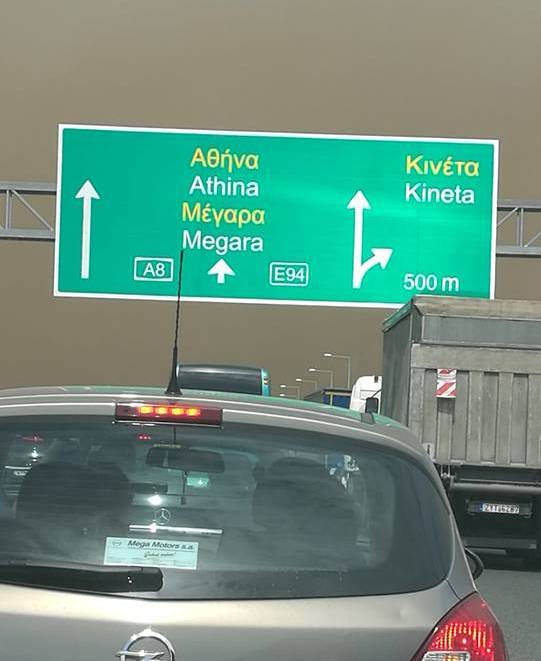 Αθήνα
Athina
Μέγαρα
Megara
A8
E94
Κινέτα
Kineta
500 m
Mega Motors s.a.